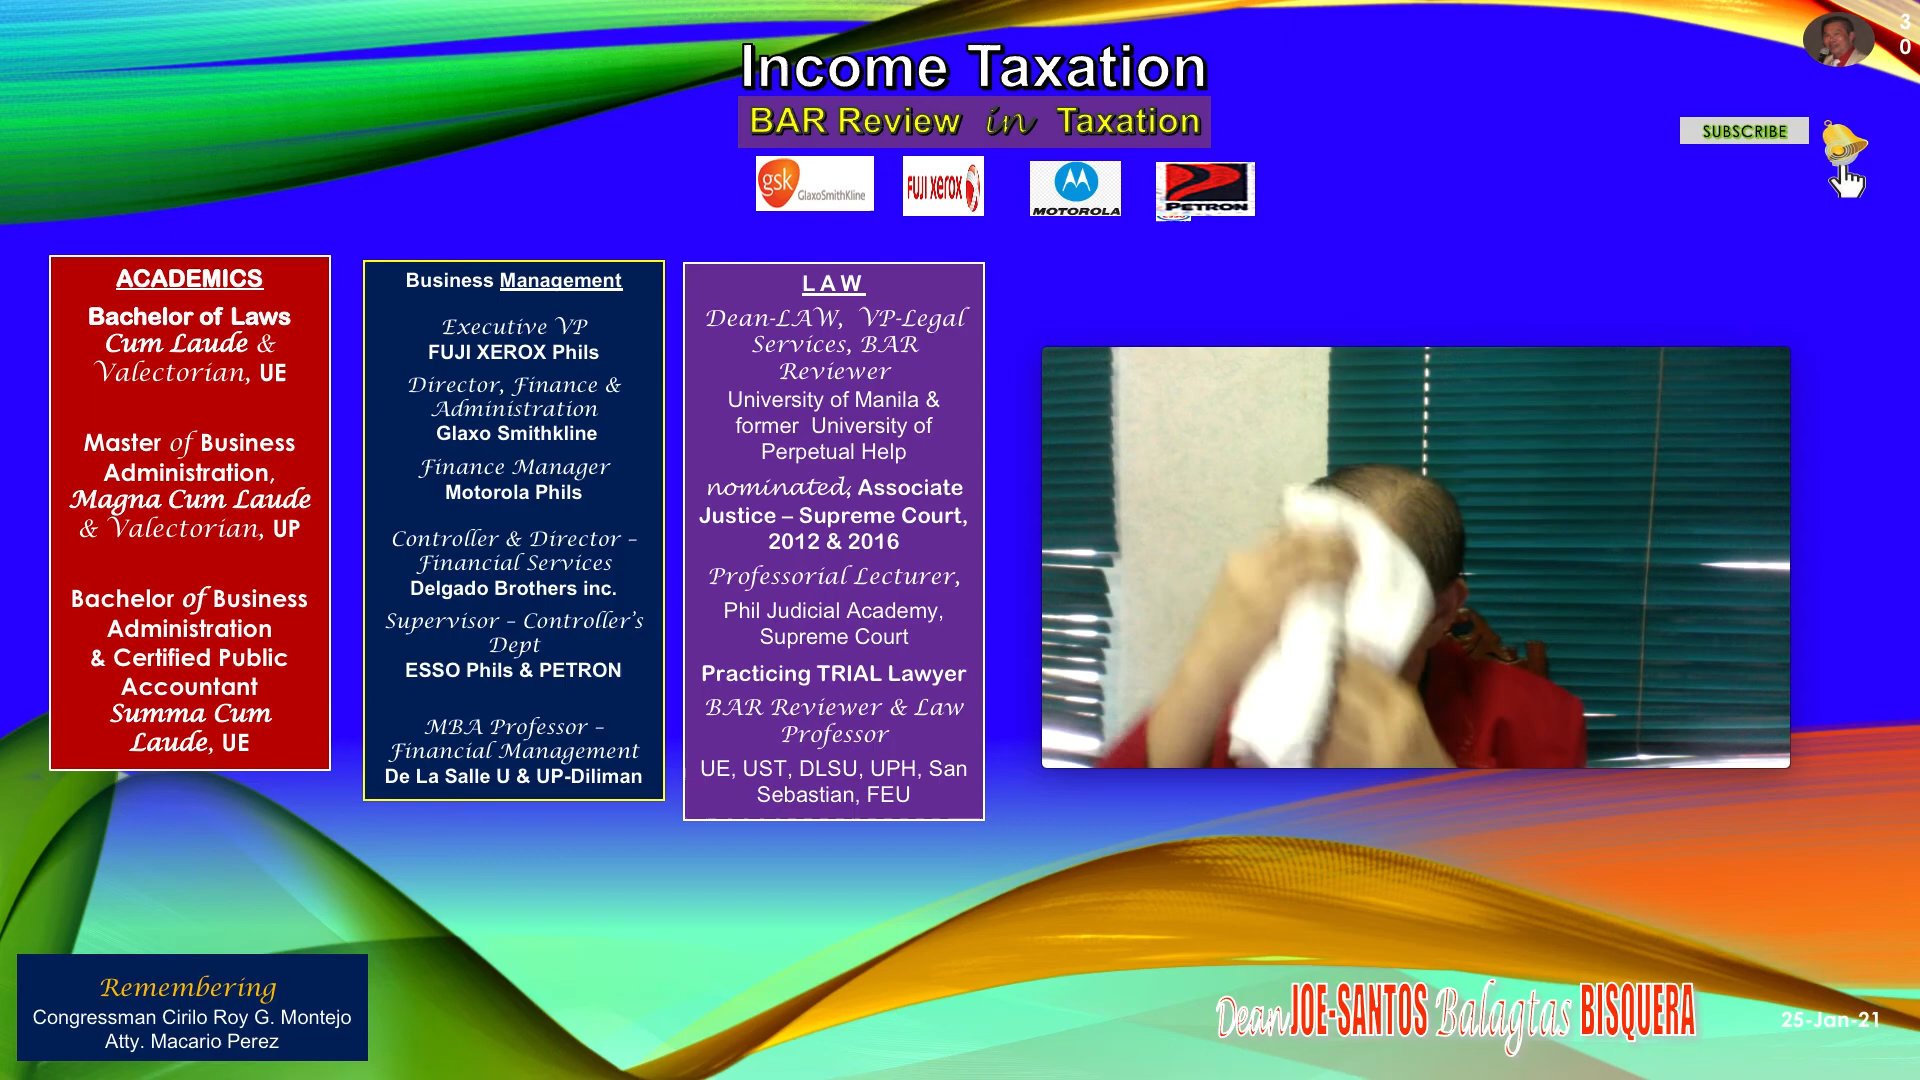 3
0
Income Taxation
BAR Review in Taxation
SUBSCRIBE
gsk
GlaxoSmithKline
FUJI XEROX
MOTOROLA
PETRON
ACADEMICS
Bachelor of Laws
Cum Laude &
Valectorian, UE
Master of Business
Administration,
Magna Cum Laude
& Valectorian, UP
Bachelor of Business
Administration
& Certified Public
Accountant
Summa Cum
Laude, UE
Business Management
Executive VP
FUJI XEROX Phils
Director, Finance &
Administration
Glaxo Smithkline
Finance Manager
Motorola Phils
Controller & Director –
Financial Services
Delgado Brothers inc.
Supervisor – Controller's
Dept
ESSO Phils & PETRON
MBA Professor –
Financial Management
De La Salle U & UP-Diliman
LAW
Dean-LAW, VP-Legal
Services, BAR
Reviewer
University of Manila &
former University of
Perpetual Help
nominated, Associate
Justice – Supreme Court,
2012 & 2016
Professorial Lecturer,
Phil Judicial Academy,
Supreme Court
Practicing TRIAL Lawyer
BAR Reviewer & Law
Professor
UE, UST, DLSU, UPH, San
Sebastian, FEU
Remembering
Congressman Cirilo Roy G. Montejo
Atty. Macario Perez
Dean JOE-SANTOS Balagtas BISQUERA
25-Jan-21